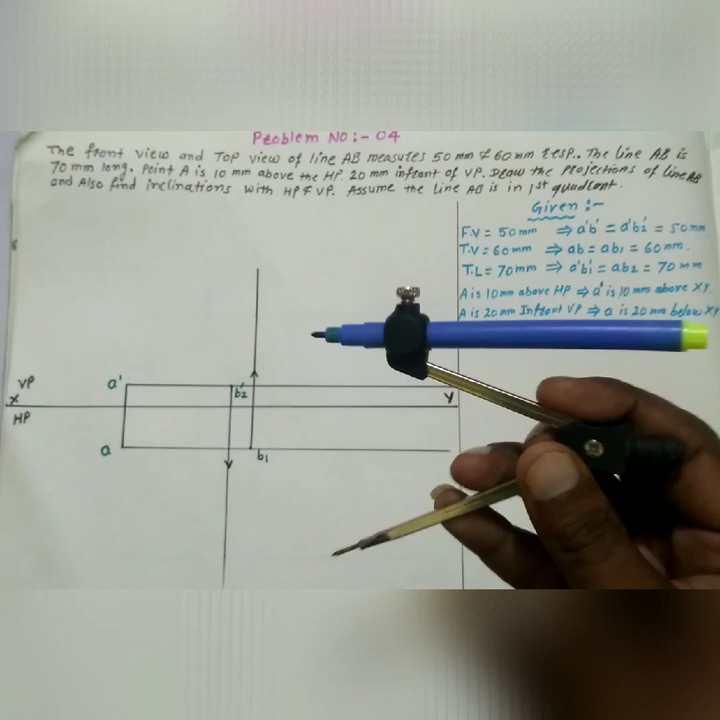 Problem NO:- 04
The front view and Top view of line AB measures 50 mm & 60 mm resp.. The line AB is
70 mm long. Point A is 10 mm above the HP. 20 mm infront of VP. Draw the Projections of line AB
and Also find inclinations with HP & VP. Assume the line AB is in 1st quadrant.
Given :-
F.V = 50 mm ⇒ a'b' = a'b2' = 50 mm
T.V = 60 mm ⇒ ab = ab1 = 60 mm.
T.L = 70 mm ⇒ a'b1' = ab2 = 70 mm
A is 10 mm above HP ⇒ a' is 10 mm above XY
A is 20 mm Infront VP ⇒ a is 20 mm below XY
VP
a'
b2'
X
Y
HP
a
b1